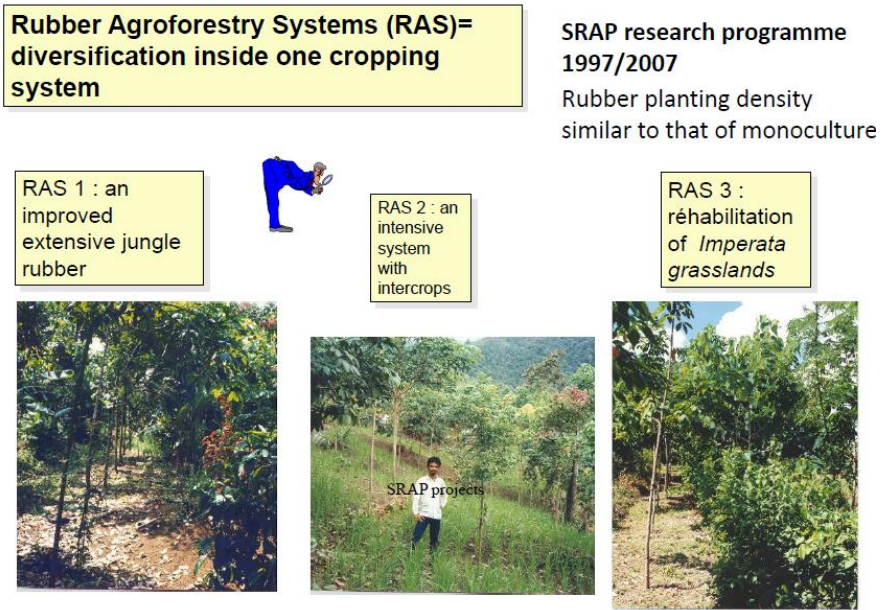 Rubber Agroforestry Systems (RAS)=
diversification inside one cropping
system
SRAP research programme
1997/2007
Rubber planting density
similar to that of monoculture
RAS 1 : an
improved
extensive jungle
rubber
RAS 2 : an
intensive
system
with
intercrops
RAS 3 :
réhabilitation
of Imperata
grasslands
SRAP projects